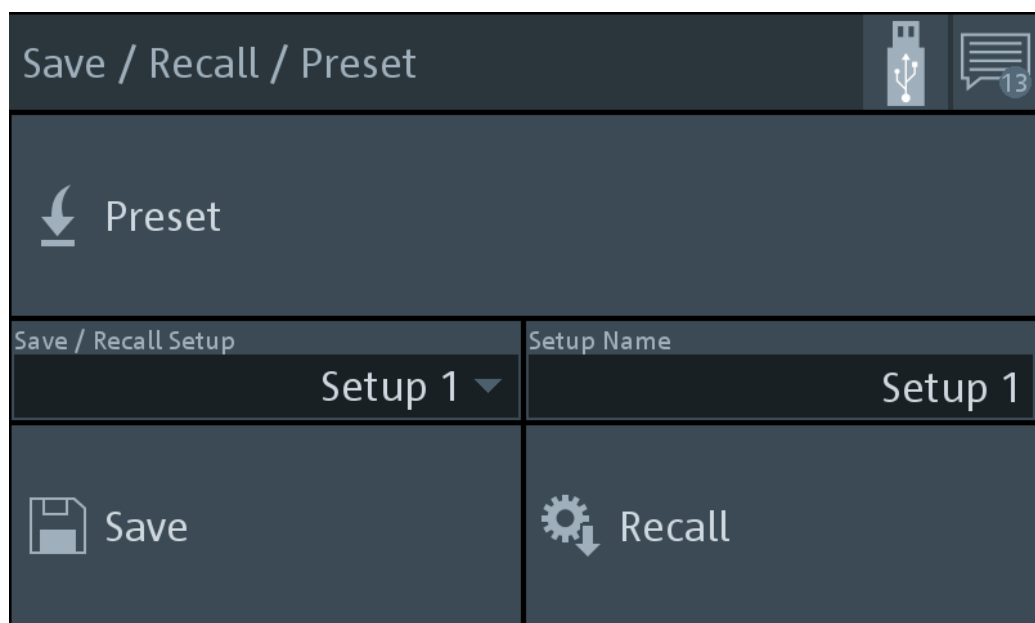 Save / Recall / Preset
13
Preset
Save / Recall Setup
Setup Name
Setup 1
Setup 1
Save
Recall